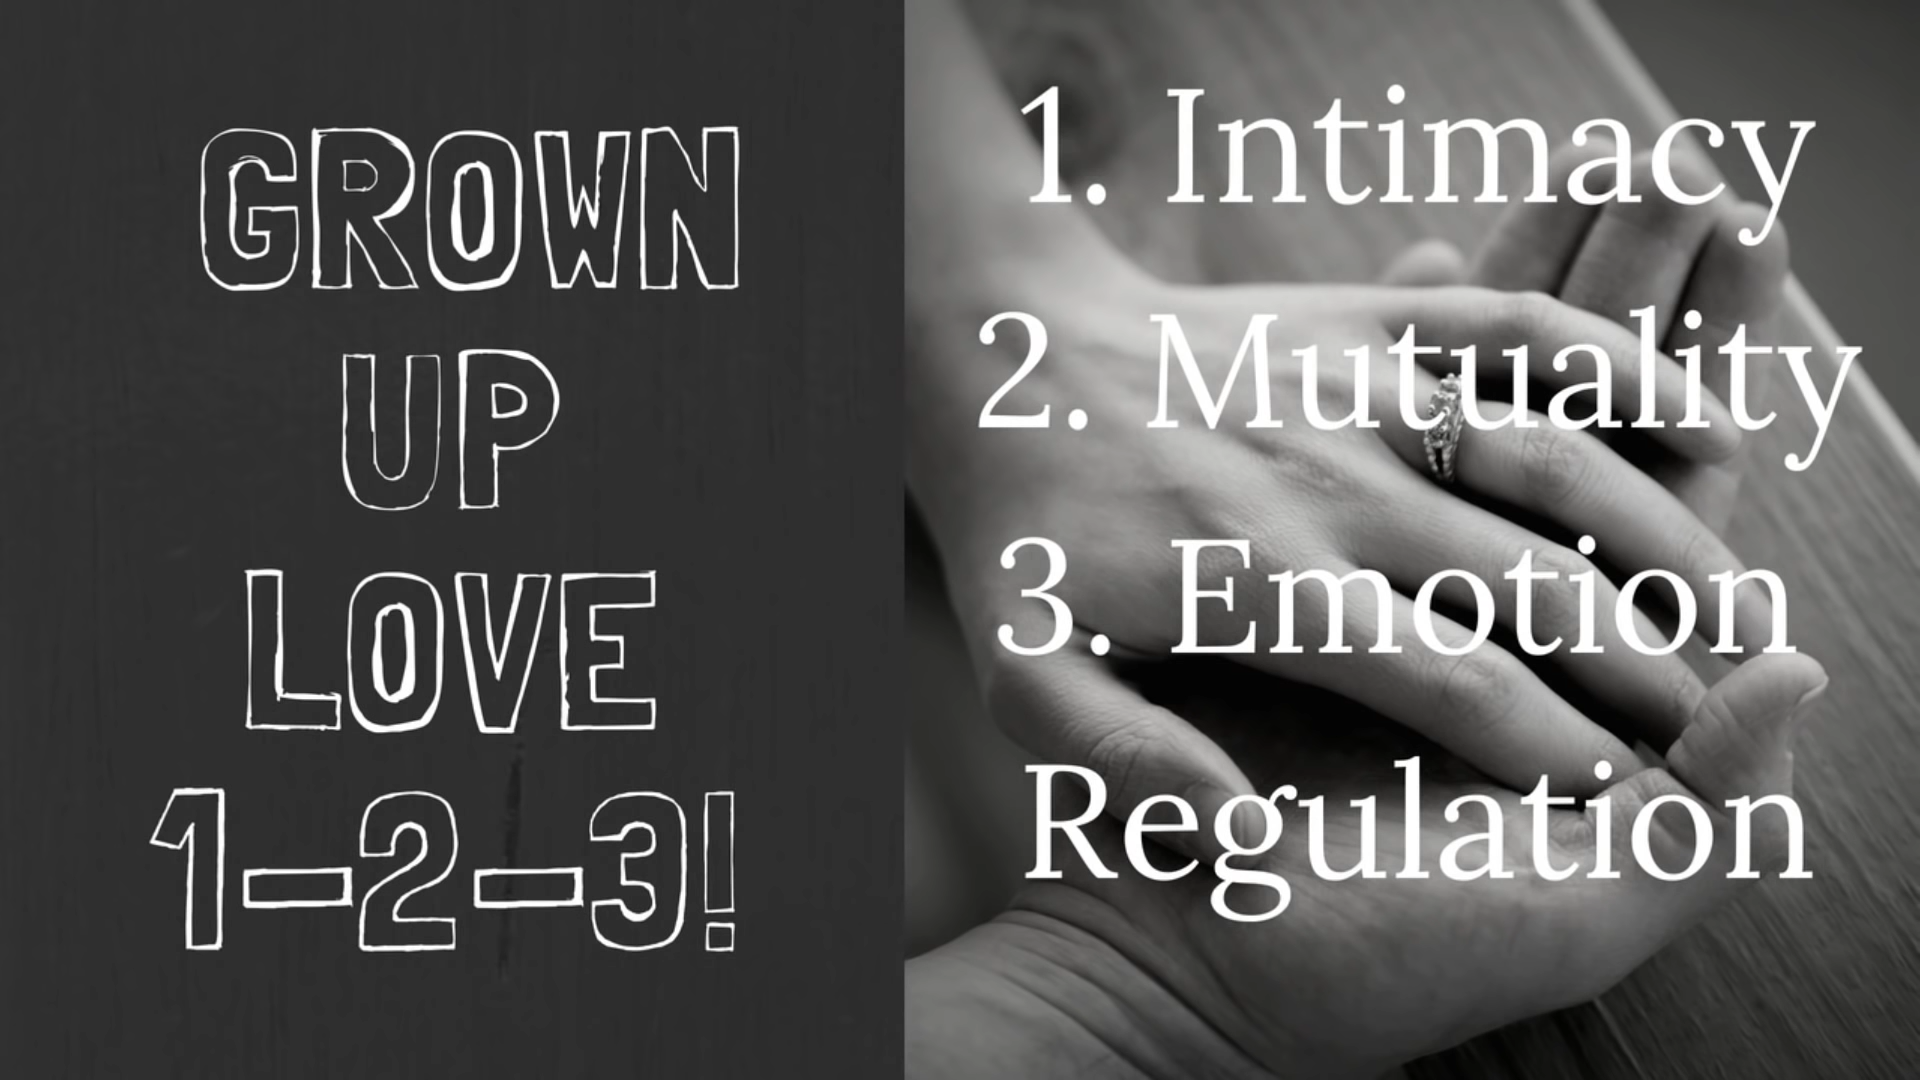 GROWN
UP
LOVE
1-2-3!
1. Intimacy
2. Mutuality
3. Emotion
Regulation